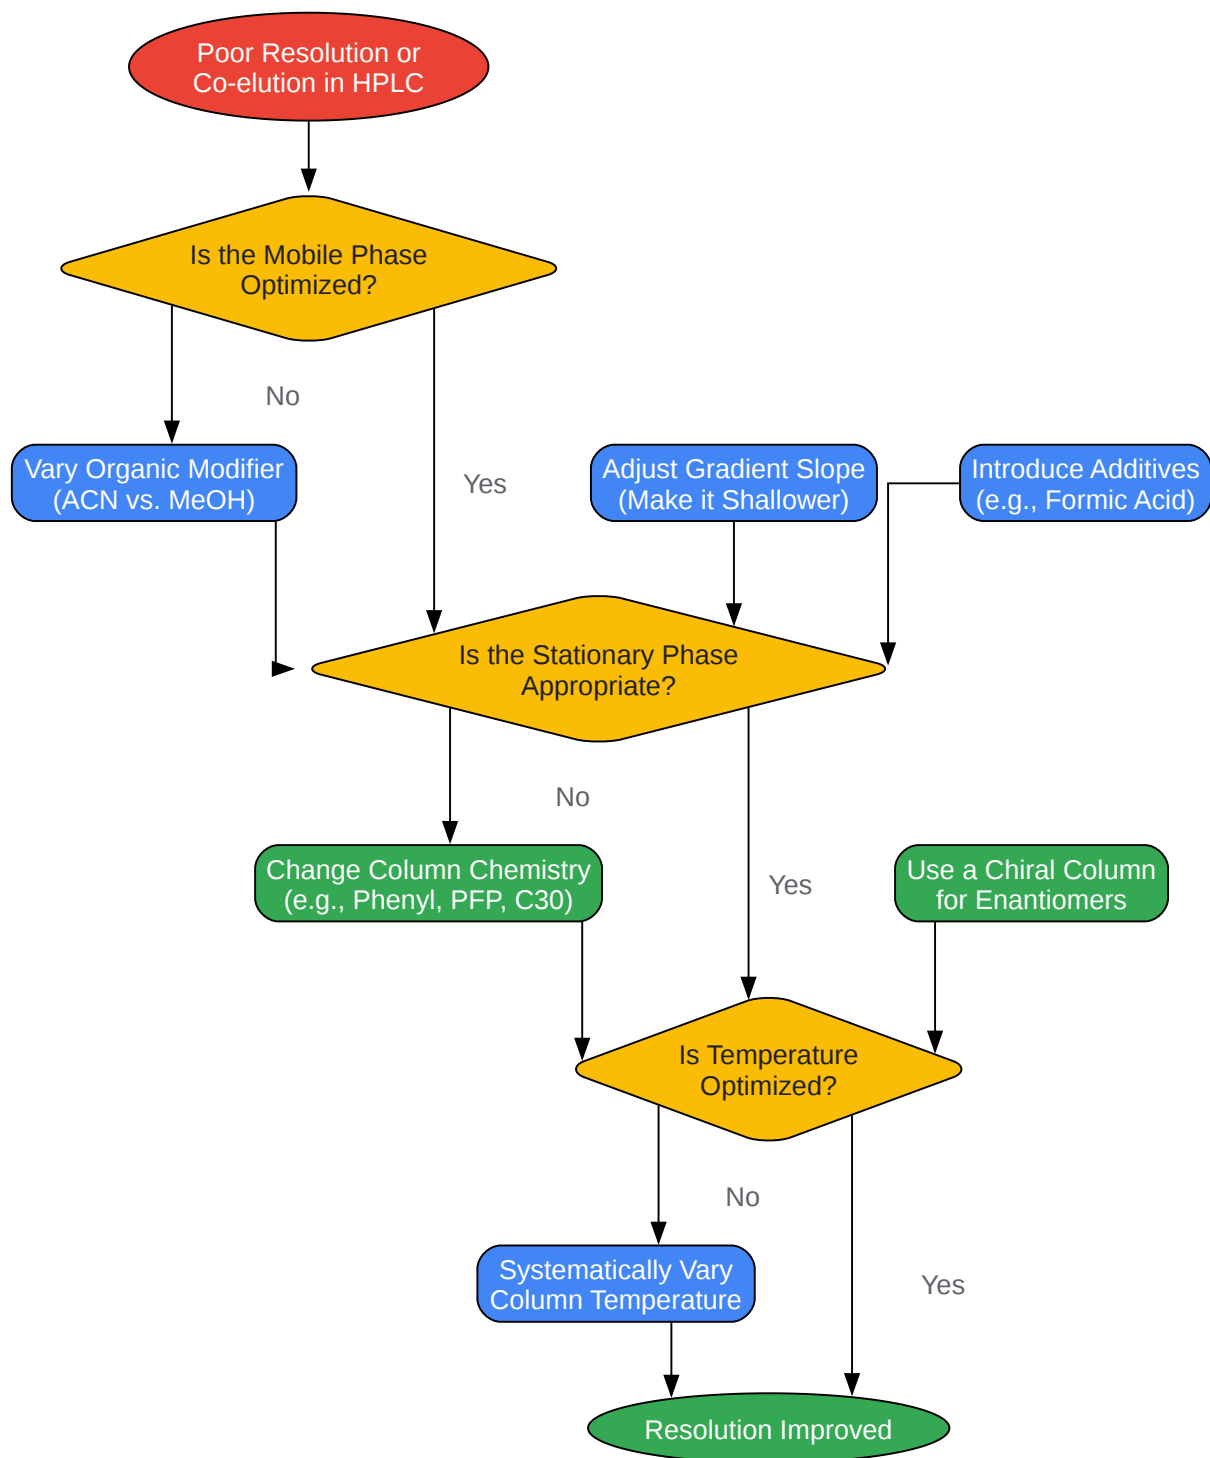 Poor Resolution or
Co-elution in HPLC
Is the Mobile Phase
Optimized?
No
Yes
Vary Organic Modifier
(ACN vs. MeOH)
Adjust Gradient Slope
(Make it Shallower)
Introduce Additives
(e.g., Formic Acid)
Is the Stationary Phase
Appropriate?
No
Yes
Change Column Chemistry
(e.g., Phenyl, PFP, C30)
Use a Chiral Column
for Enantiomers
Is Temperature
Optimized?
No
Yes
Systematically Vary
Column Temperature
Resolution Improved